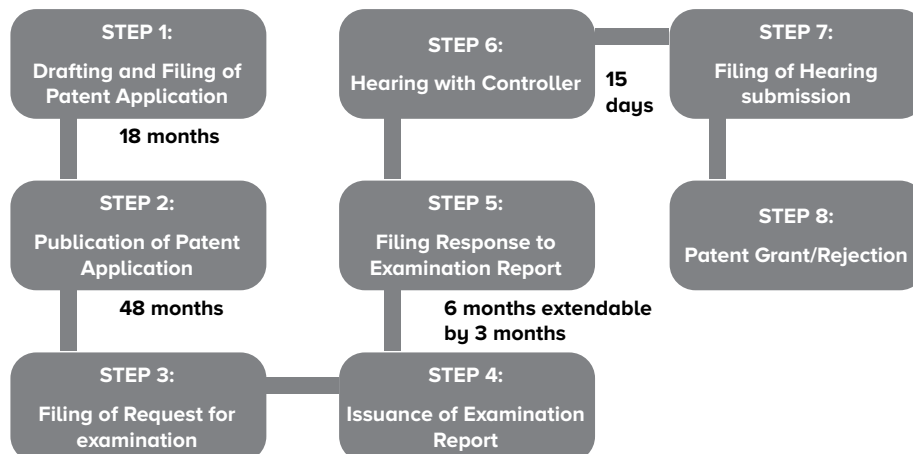 STEP 1:
Drafting and Filing of
Patent Application
18 months
STEP 2:
Publication of Patent
Application
48 months
STEP 3:
Filing of Request for
examination
STEP 4:
Issuance of Examination
Report
6 months extendable
by 3 months
STEP 5:
Filing Response to
Examination Report
STEP 6:
Hearing with Controller
15
days
STEP 7:
Filing of Hearing
submission
STEP 8:
Patent Grant/Rejection